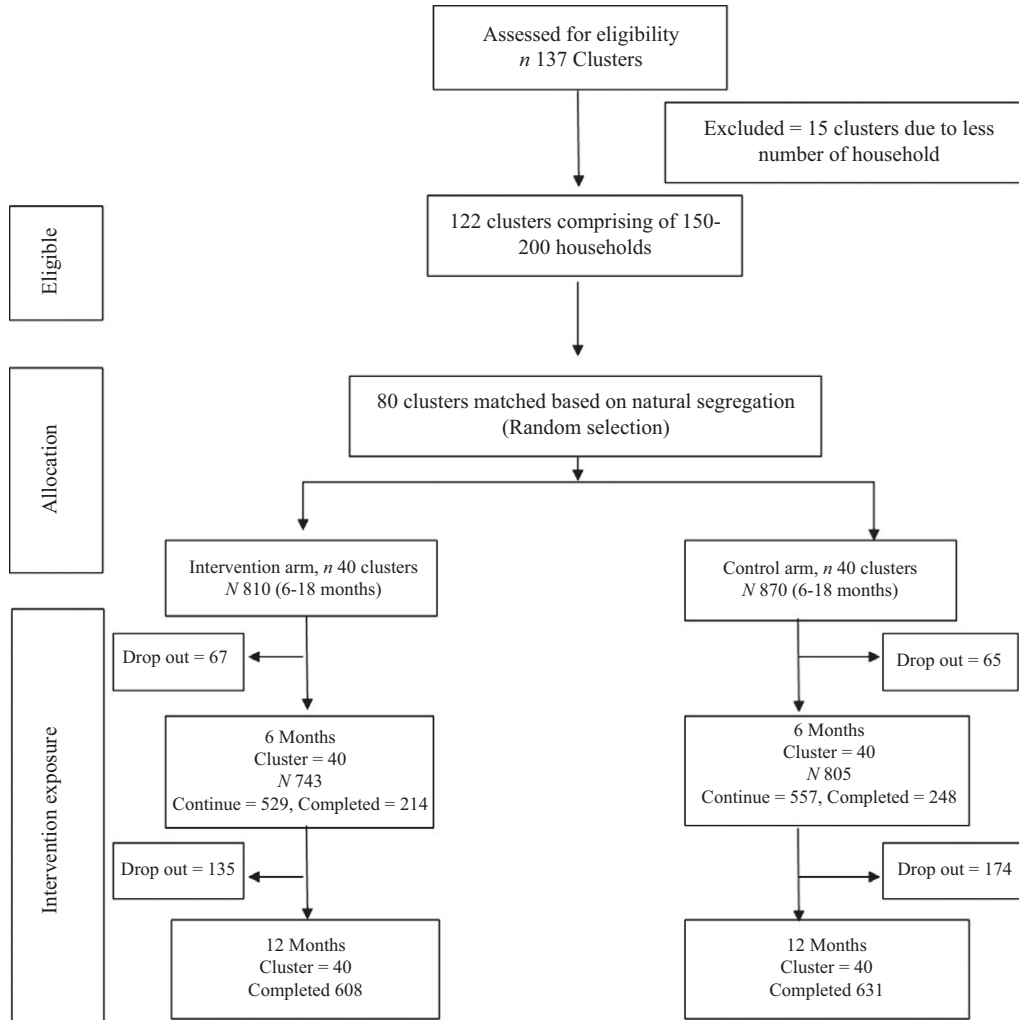 Assessed for eligibility
n 137 Clusters
Excluded = 15 clusters due to less
number of household
Eligible
122 clusters comprising of 150-
200 households
Allocation
80 clusters matched based on natural segregation
(Random selection)
Intervention arm, n 40 clusters
N 810 (6-18 months)
Control arm, n 40 clusters
N 870 (6-18 months)
Intervention exposure
Drop out = 67
Drop out = 65
6 Months
Cluster = 40
N 743
Continue = 529, Completed = 214
6 Months
Cluster = 40
N 805
Continue = 557, Completed = 248
Drop out = 135
Drop out = 174
12 Months
Cluster = 40
Completed 608
12 Months
Cluster = 40
Completed 631